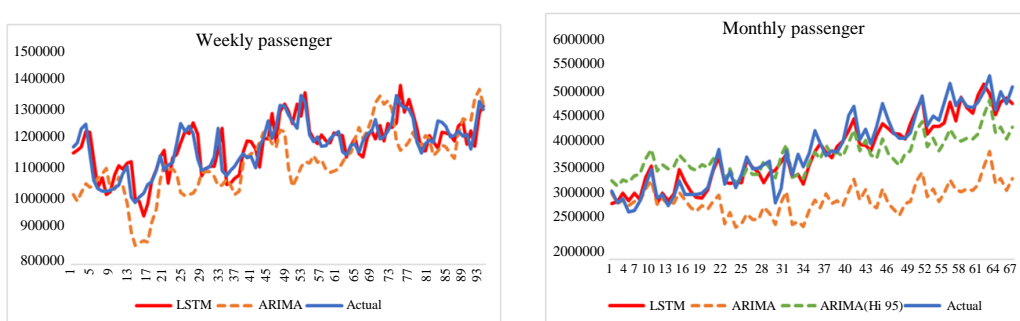 Weekly passenger
1500000
1400000
1300000
1200000
1100000
1000000
900000
800000
1 5 9 13 17 21 25 29 33 37 41 45 49 53 57 61 65 69 73 77 81 85 89 93
LSTM ARIMA Actual
Monthly passenger
6000000
5500000
5000000
4500000
4000000
3500000
3000000
2500000
2000000
1 4 7 10 13 16 19 22 25 28 31 34 37 40 43 46 49 52 55 58 61 64 67
LSTM ARIMA ARIMA(Hi 95) Actual